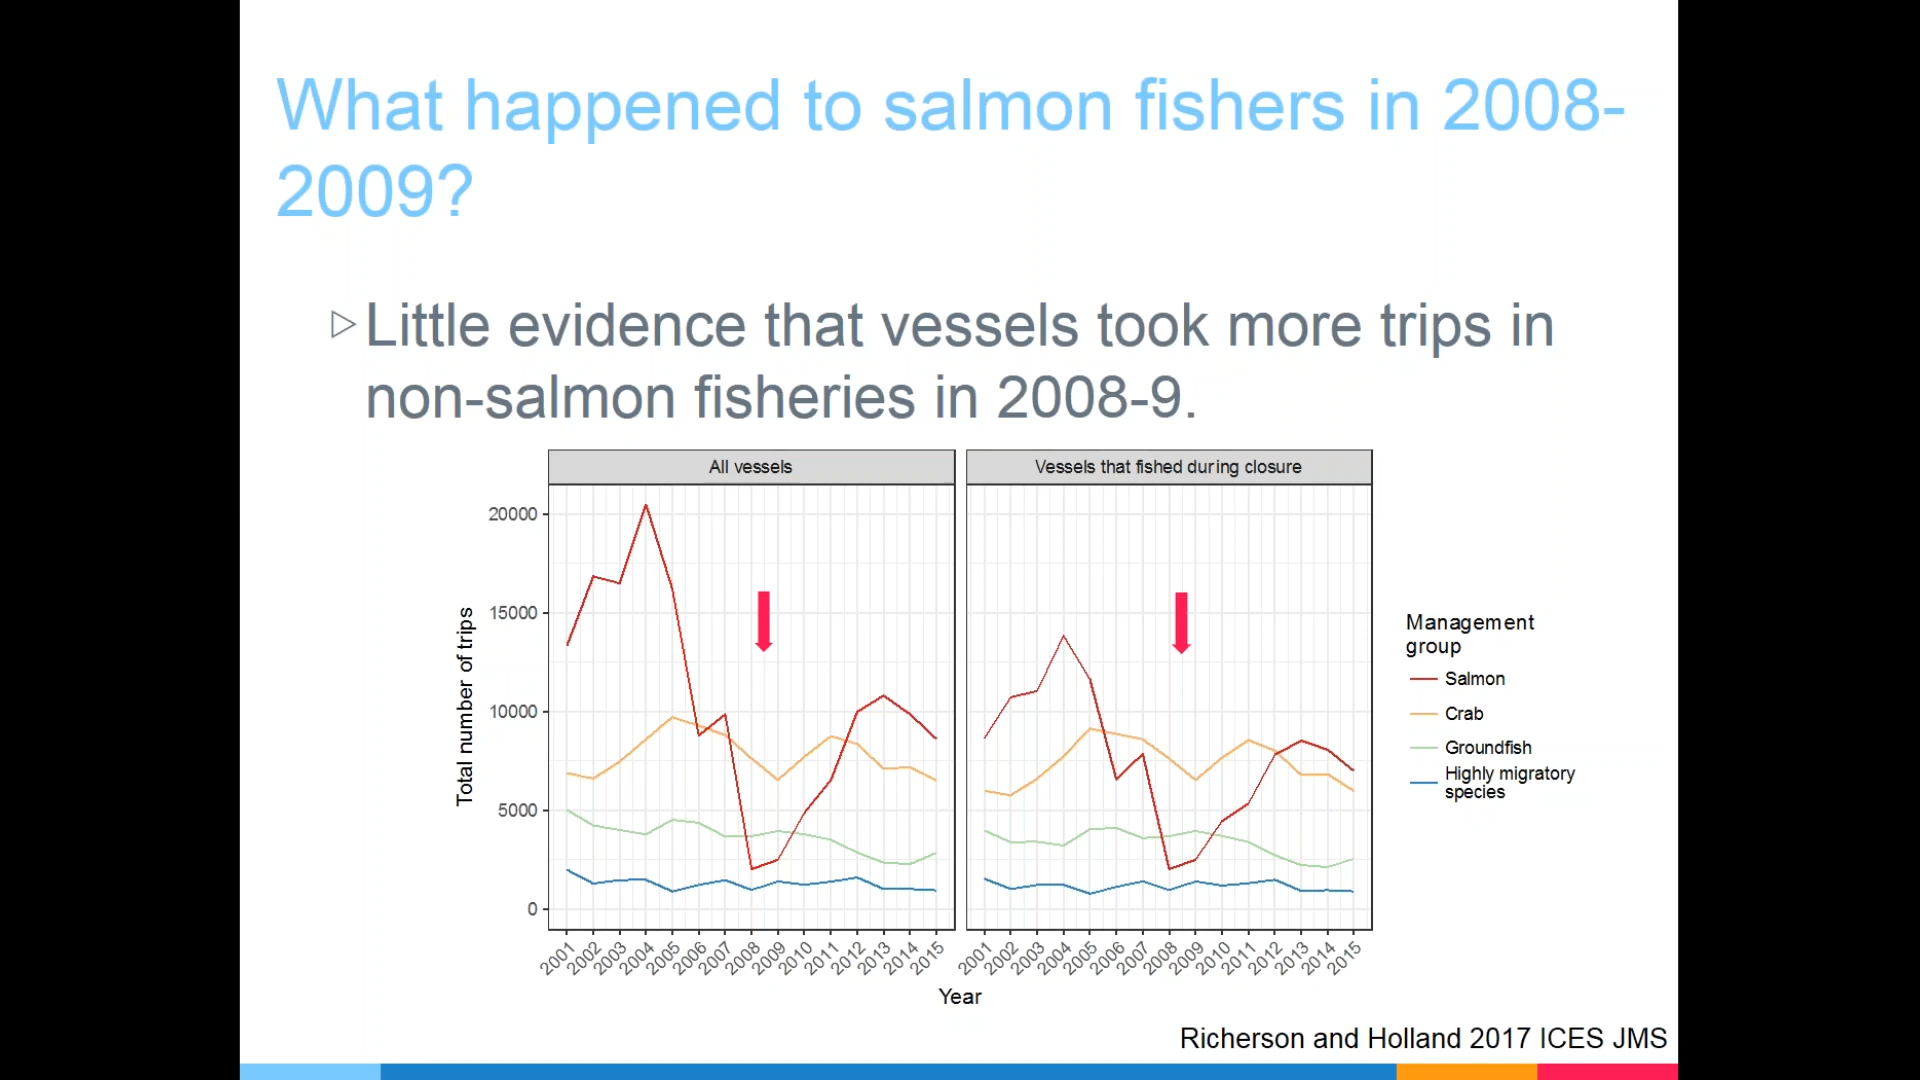 What happened to salmon fishers in 2008-
2009?
Little evidence that vessels took more trips in
non-salmon fisheries in 2008-9.
All vessels
Vessels that fished during closure
Total number of trips
20000
15000
10000
5000
0
2001 2002 2003 2004 2005 2006 2007 2008 2009 2010 2011 2012 2013 2014 2015
2001 2002 2003 2004 2005 2006 2007 2008 2009 2010 2011 2012 2013 2014 2015
Year
Management
group
Salmon
Crab
Groundfish
Highly migratory
species
Richerson and Holland 2017 ICES JMS